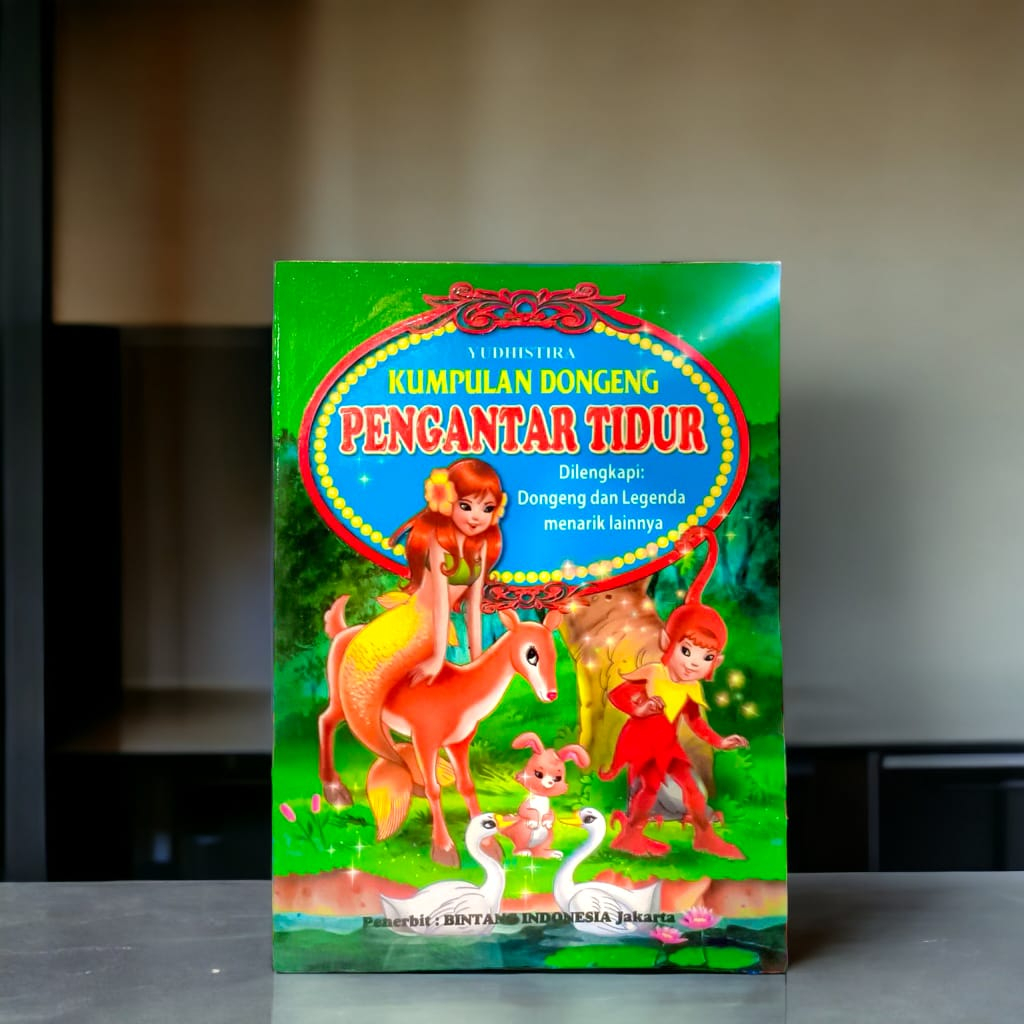 YUDHISTIRA
KUMPULAN DONGENG
PENGANTAR TIDUR
Dilengkapi:
Dongeng dan Legenda
menarik lainnya
Penerbit : BINTANG INDONESIA Jakarta